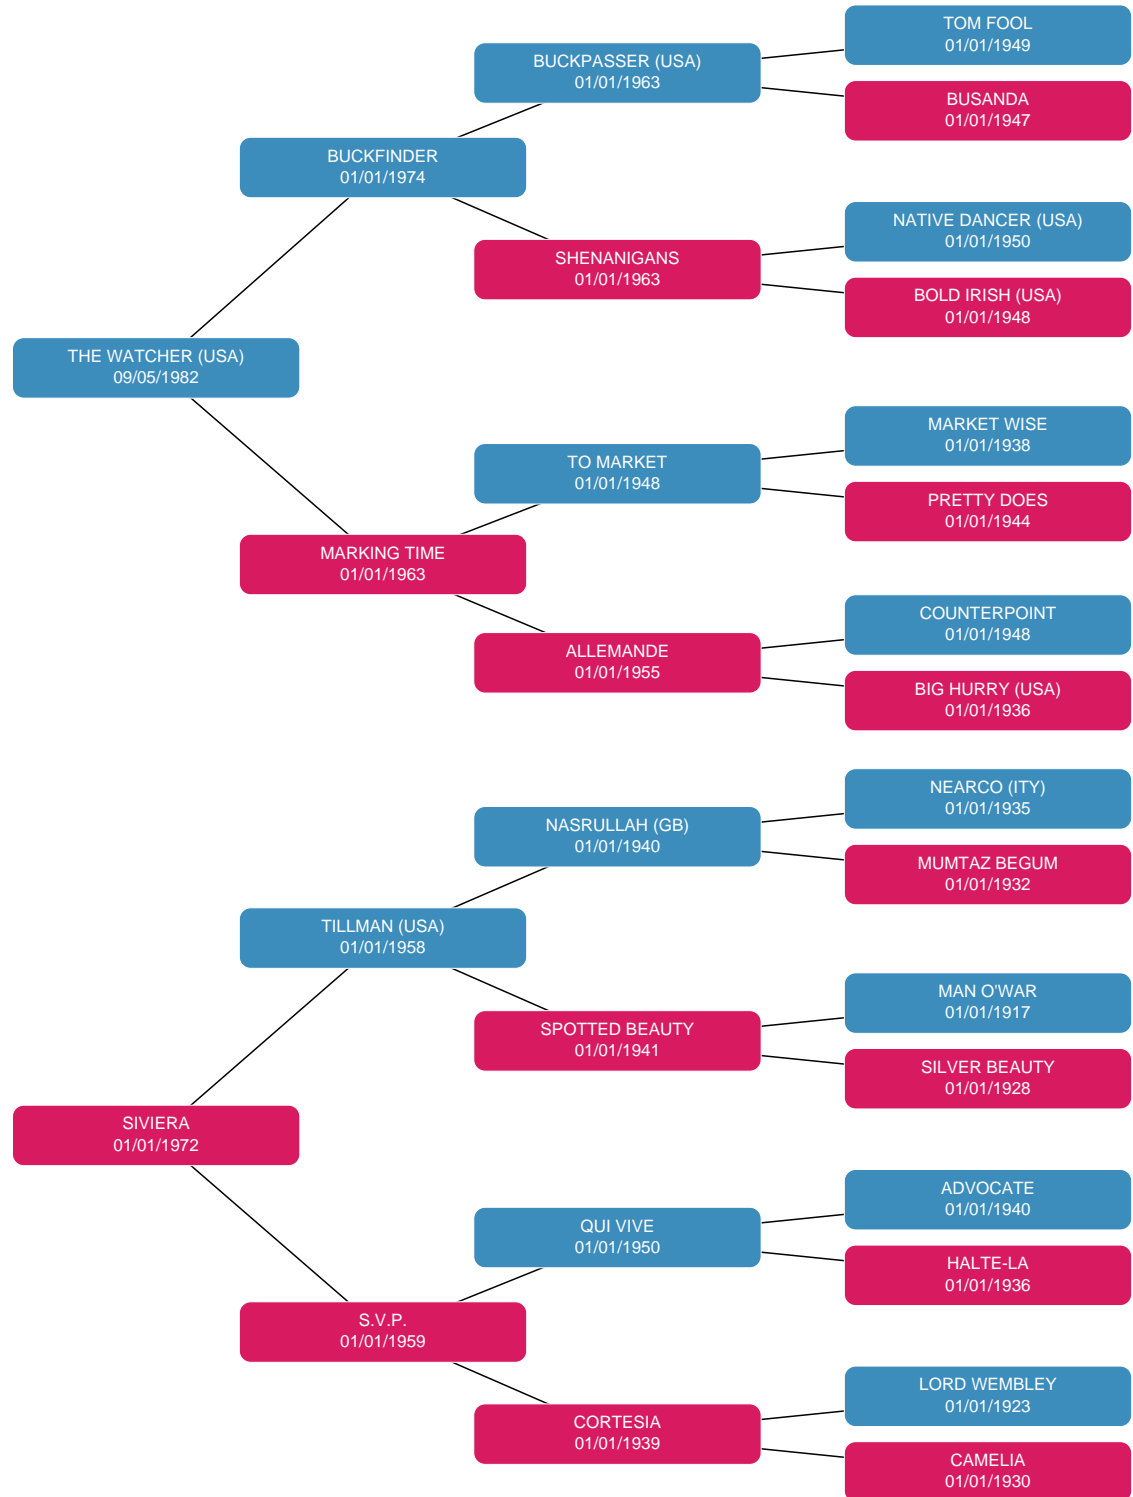 TOM FOOL
01/01/1949
BUCKPASSER (USA)
01/01/1963
BUSANDA
01/01/1947
BUCKFINDER
01/01/1974
NATIVE DANCER (USA)
01/01/1950
SHENANIGANS
01/01/1963
BOLD IRISH (USA)
01/01/1948
THE WATCHER (USA)
09/05/1982
MARKET WISE
01/01/1938
TO MARKET
01/01/1948
PRETTY DOES
01/01/1944
MARKING TIME
01/01/1963
COUNTERPOINT
01/01/1948
ALLEMANDE
01/01/1955
BIG HURRY (USA)
01/01/1936
NEARCO (ITY)
01/01/1935
NASRULLAH (GB)
01/01/1940
MUMTAZ BEGUM
01/01/1932
TILLMAN (USA)
01/01/1958
MAN O'WAR
01/01/1917
SPOTTED BEAUTY
01/01/1941
SILVER BEAUTY
01/01/1928
SIVIERA
01/01/1972
ADVOCATE
01/01/1940
QUI VIVE
01/01/1950
HALTE-LA
01/01/1936
S.V.P.
01/01/1959
LORD WEMBLEY
01/01/1923
CORTESIA
01/01/1939
CAMELIA
01/01/1930